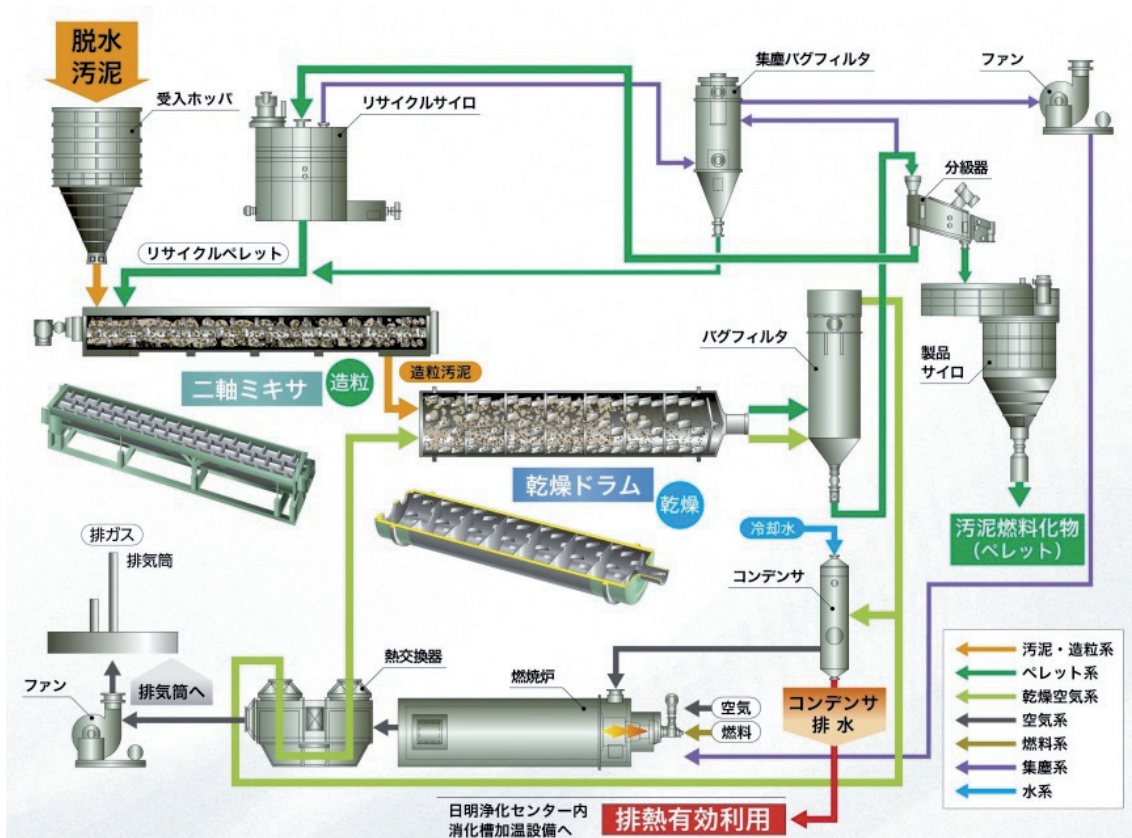 脱水
汚泥
受入ホッパ
リサイクルサイロ
集塵バグフィルタ
ファン
分級器
リサイクルペレット
バグフィルタ
製品
サイロ
二軸ミキサ
造粒
造粒汚泥
乾燥ドラム
乾燥
冷却水
汚泥燃料化物
（ペレット）
排ガス
排気筒
コンデンサ
熱交換器
燃焼炉
ファン
排気筒へ
空気
燃料
コンデンサ
排水
汚泥・造粒系
ペレット系
乾燥空気系
空気系
燃料系
集塵系
水系
日明浄化センター内
消化槽加温設備へ
排熱有効利用